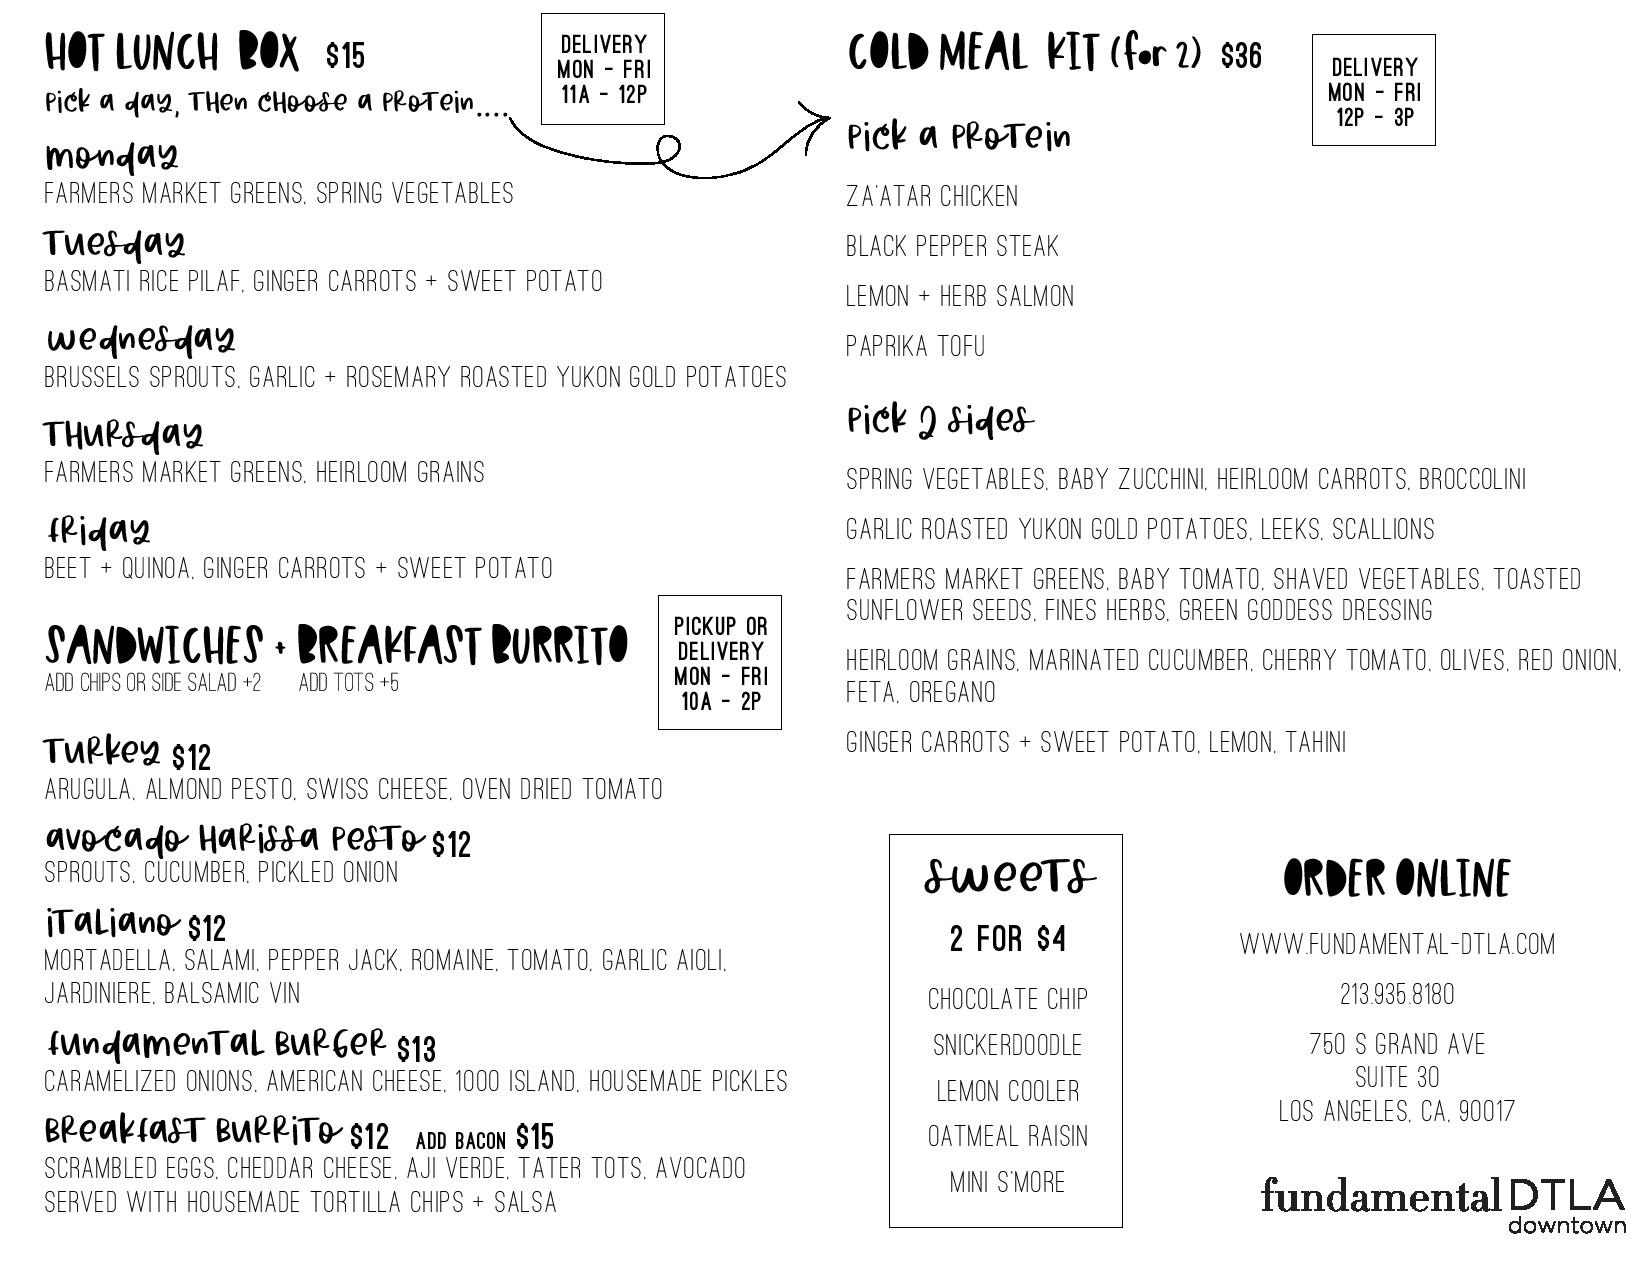 HOT LUNCH BOX $15
Pick a day, THen CHoose a PRoTein....
DELIVERY
MON - FRI
11A - 12P
monday
FARMERS MARKET GREENS, SPRING VEGETABLES
Tuesday
BASMATI RICE PILAF, GINGER CARROTS + SWEET POTATO
wednesday
BRUSSELS SPROUTS, GARLIC + ROSEMARY ROASTED YUKON GOLD POTATOES
THURsday
FARMERS MARKET GREENS, HEIRLOOM GRAINS
fRiday
BEET + QUINOA, GINGER CARROTS + SWEET POTATO
SANDWICHES + BREAKFAST BURRITO
ADD CHIPS OR SIDE SALAD +2 ADD TOTS +5
PICKUP OR
DELIVERY
MON - FRI
10A - 2P
TURkey $12
ARUGULA, ALMOND PESTO, SWISS CHEESE, OVEN DRIED TOMATO
avocado HaRissa PesTo $12
SPROUTS, CUCUMBER, PICKLED ONION
iTaLiano $12
MORTADELLA, SALAMI, PEPPER JACK, ROMAINE, TOMATO, GARLIC AIOLI,
JARDINIERE, BALSAMIC VIN
fundamenTaL BURGeR $13
CARAMELIZED ONIONS, AMERICAN CHEESE, 1000 ISLAND, HOUSEMADE PICKLES
BReakfasT BURRiTo $12 ADD BACON $15
SCRAMBLED EGGS, CHEDDAR CHEESE, AJI VERDE, TATER TOTS, AVOCADO
SERVED WITH HOUSEMADE TORTILLA CHIPS + SALSA
COLD MEAL KIT (for 2) $36
DELIVERY
MON - FRI
12P - 3P
Pick a PRoTein
ZA'ATAR CHICKEN
BLACK PEPPER STEAK
LEMON + HERB SALMON
PAPRIKA TOFU
Pick 2 sides
SPRING VEGETABLES, BABY ZUCCHINI, HEIRLOOM CARROTS, BROCCOLINI
GARLIC ROASTED YUKON GOLD POTATOES, LEEKS, SCALLIONS
FARMERS MARKET GREENS, BABY TOMATO, SHAVED VEGETABLES, TOASTED
SUNFLOWER SEEDS, FINES HERBS, GREEN GODDESS DRESSING
HEIRLOOM GRAINS, MARINATED CUCUMBER, CHERRY TOMATO, OLIVES, RED ONION,
FETA, OREGANO
GINGER CARROTS + SWEET POTATO, LEMON, TAHINI
sweeTs
2 FOR $4
CHOCOLATE CHIP
SNICKERDOODLE
LEMON COOLER
OATMEAL RAISIN
MINI S'MORE
ORDER ONLINE
WWW.FUNDAMENTAL-DTLA.COM
213.935.8180
750 S GRAND AVE
SUITE 30
LOS ANGELES, CA, 90017
fundamental DTLA
downtown